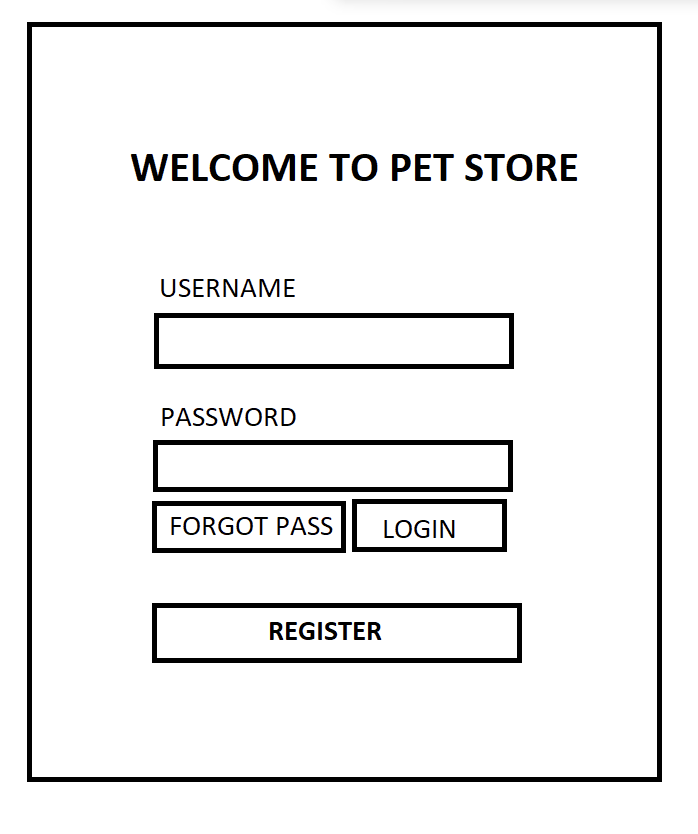 WELCOME TO PET STORE
USERNAME
PASSWORD
FORGOT PASS
LOGIN
REGISTER